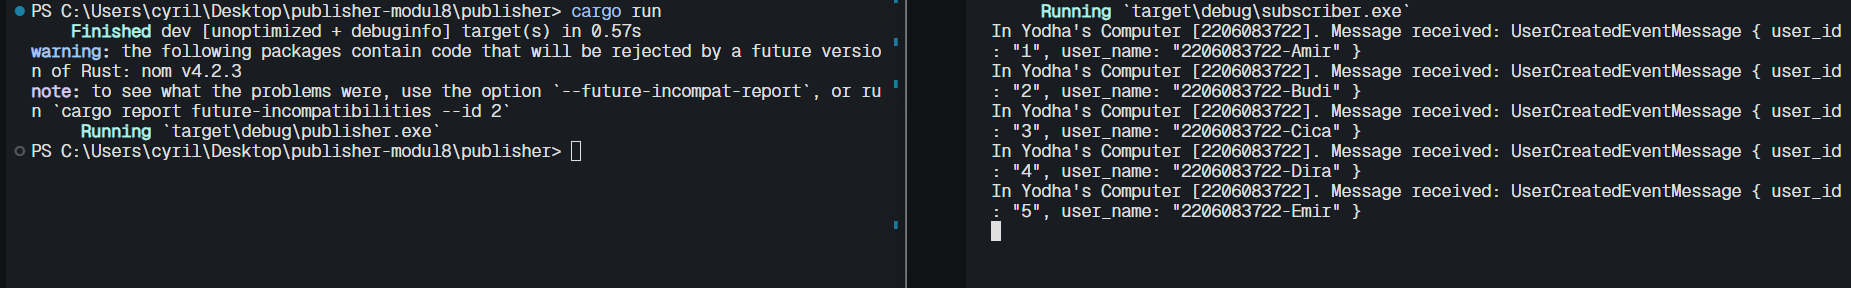 PS C:\Users\cyril\Desktop\publisher-modul8\publisher> cargo run
Finished dev [unoptimized + debuginfo] target(s) in 0.57s
warning: the following packages contain code that will be rejected by a future versio
n of Rust: nom v4.2.3
note: to see what the problems were, use the option `--future-incompat-report`, or ru
n `cargo report future-incompatibilities --id 2`
Running `target\debug\publisher.exe`
PS C:\Users\cyril\Desktop\publisher-modul8\publisher>
Running `target\debug\subscriber.exe`
In Yodha's Computer [2206083722]. Message received: UserCreatedEventMessage { user_id
: "1", user_name: "2206083722-Amir" }
In Yodha's Computer [2206083722]. Message received: UserCreatedEventMessage { user_id
: "2", user_name: "2206083722-Budi" }
In Yodha's Computer [2206083722]. Message received: UserCreatedEventMessage { user_id
: "3", user_name: "2206083722-Cica" }
In Yodha's Computer [2206083722]. Message received: UserCreatedEventMessage { user_id
: "4", user_name: "2206083722-Dira" }
In Yodha's Computer [2206083722]. Message received: UserCreatedEventMessage { user_id
: "5", user_name: "2206083722-Emir" }